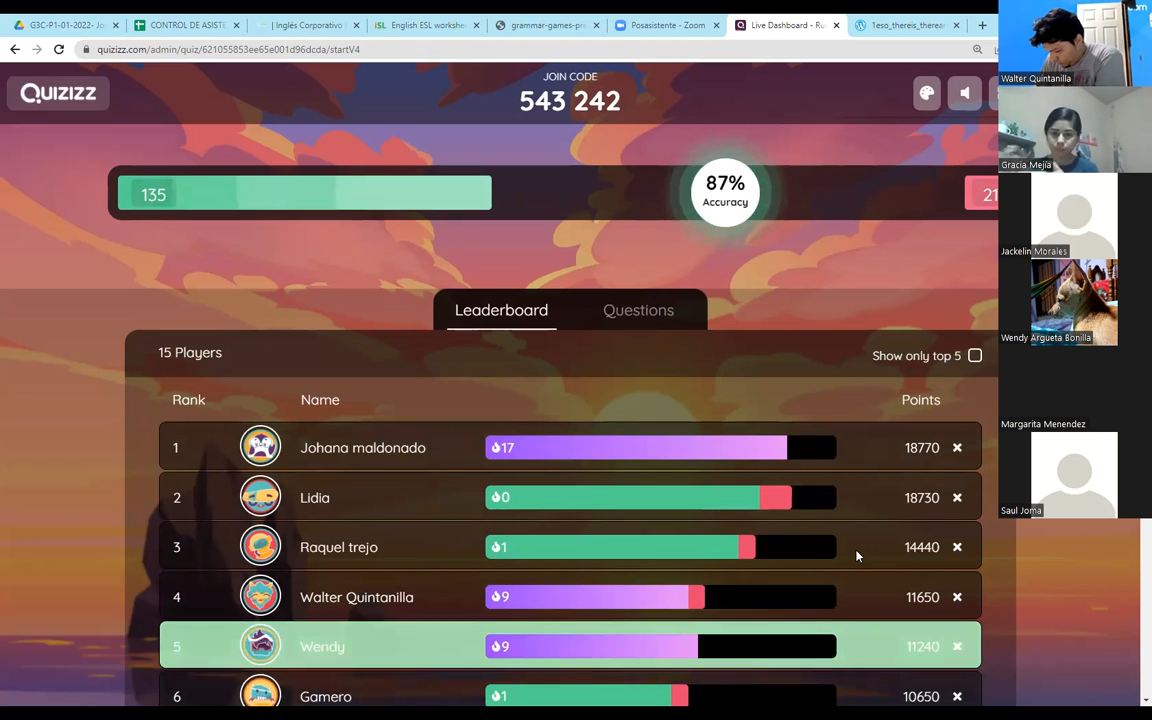 G3C-P1-01-2022- J
CONTROL DE ASIST
| Inglés Corporativo
English ESL workshe
grammar-games-pr
Posasistente - Zoom
Live Dashboard - Ru
1eso_thereis_therear
quizizz.com/admin/quiz/621055853ee65e001d96dcda/startV4
Quizizz
JOIN CODE
543 242
135
87%
Accuracy
21
Leaderboard
Questions
15 Players
Show only top 5
Rank
Name
Points
1 Johana maldonado 17 18770
2 Lidia 0 18730
3 Raquel trejo 1 14440
4 Walter Quintanilla 9 11650
5 Wendy 9 11240
6 Gamero 1 10650
Walter Quintanilla
Gracia Mejía
Jackelin Morales
Wendy Argueta Bonilla
Margarita Menendez
Saul Joma